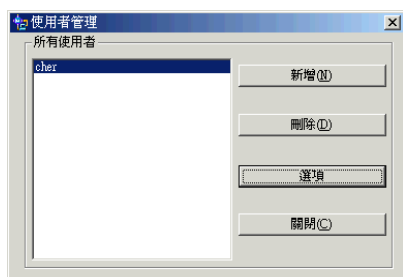 使用者管理
所有使用者
cher
新增(N)
刪除(D)
選項
關閉(C)